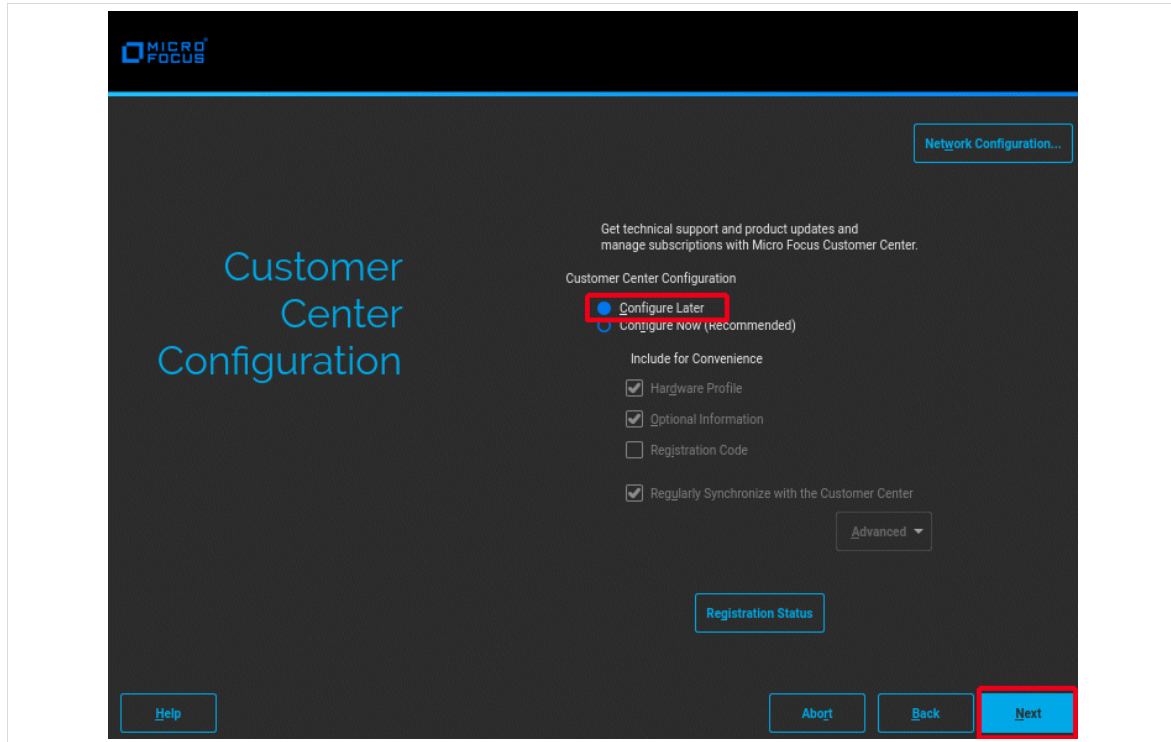 MICRO
FOCUS
Network Configuration...
Customer
Center
Configuration
Get technical support and product updates and
manage subscriptions with Micro Focus Customer Center.
Customer Center Configuration
Configure Later
Configure Now (Recommended)
Include for Convenience
Hardware Profile
Optional Information
Registration Code
Regularly Synchronize with the Customer Center
Advanced
Registration Status
Help
Abort
Back
Next